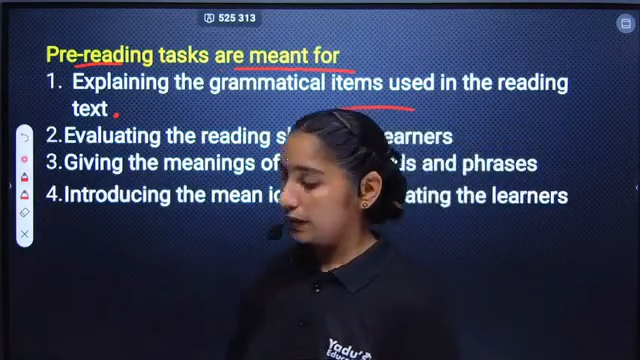 525 313
Pre-reading tasks are meant for
1. Explaining the grammatical items used in the reading
text.
2.Evaluating the reading earners
3.Giving the meanings of and phrases
4.Introducing the mean ating the learners
Yadu's